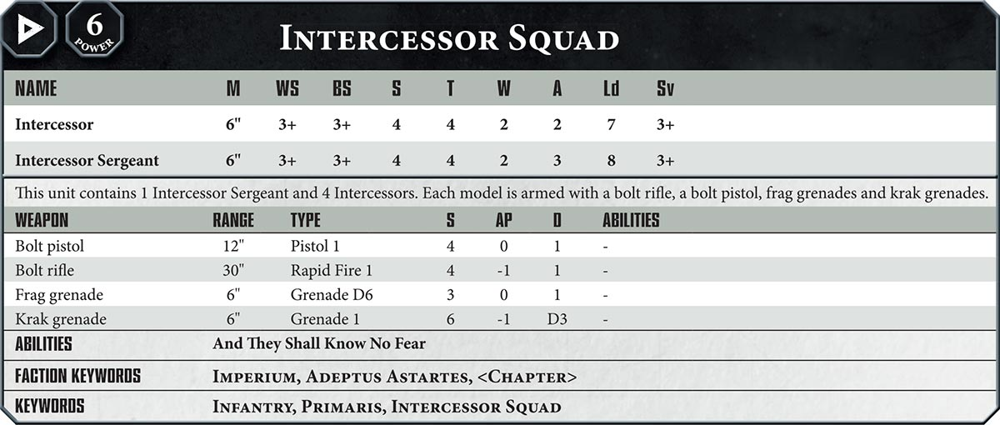 6
POWER
INTERCESSOR SQUAD
NAME M WS BS S T W A Ld Sv
Intercessor 6" 3+ 3+ 4 4 2 2 7 3+
Intercessor Sergeant 6" 3+ 3+ 4 4 2 3 8 3+
This unit contains 1 Intercessor Sergeant and 4 Intercessors. Each model is armed with a bolt rifle, a bolt pistol, frag grenades and krak grenades.
WEAPON RANGE TYPE S AP D ABILITIES
Bolt pistol 12" Pistol 1 4 0 1 -
Bolt rifle 30" Rapid Fire 1 4 -1 1 -
Frag grenade 6" Grenade D6 3 0 1 -
Krak grenade 6" Grenade 1 6 -1 D3 -
ABILITIES And They Shall Know No Fear
FACTION KEYWORDS IMPERIUM, ADEPTUS ASTARTES, <CHAPTER>
KEYWORDS INFANTRY, PRIMARIS, INTERCESSOR SQUAD